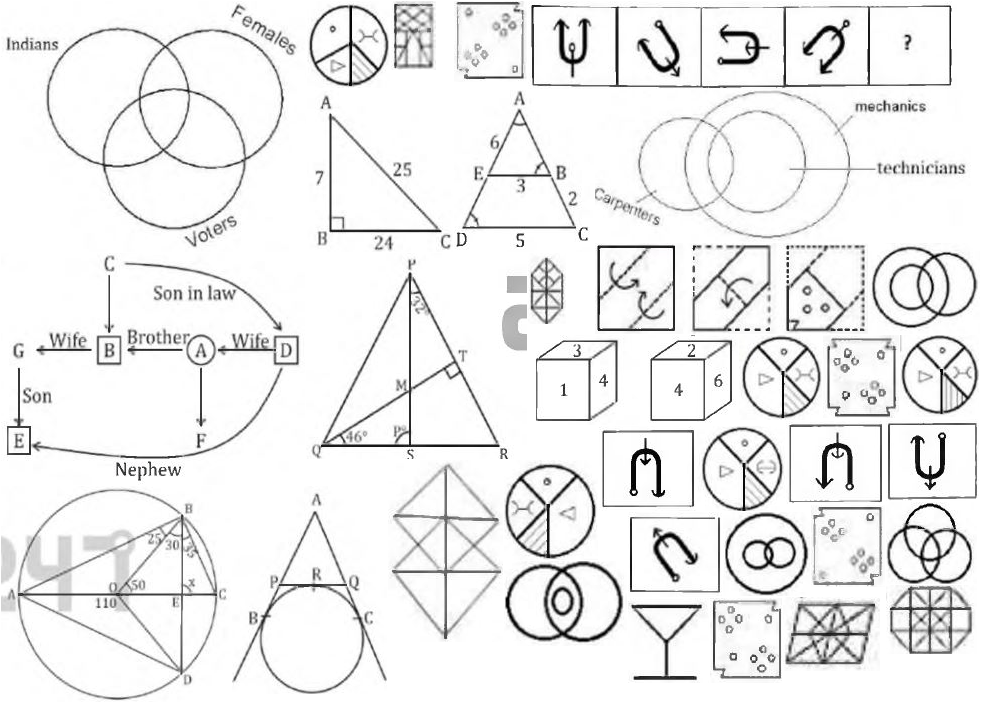 Indians
Females
Voters
A
7
25
B
24
C
A
6
E
3
B
2
D
5
C
?
mechanics
technicians
Carpenters
C
Son in law
G
Wife
B
Brother
A
Wife
D
Son
E
F
Nephew
P
32°
T
M
46°
P°
Q
S
R
3
1
4
2
4
6
B
25
30
35
A
O
50
110
E
x
C
D
A
P
R
Q
B
C